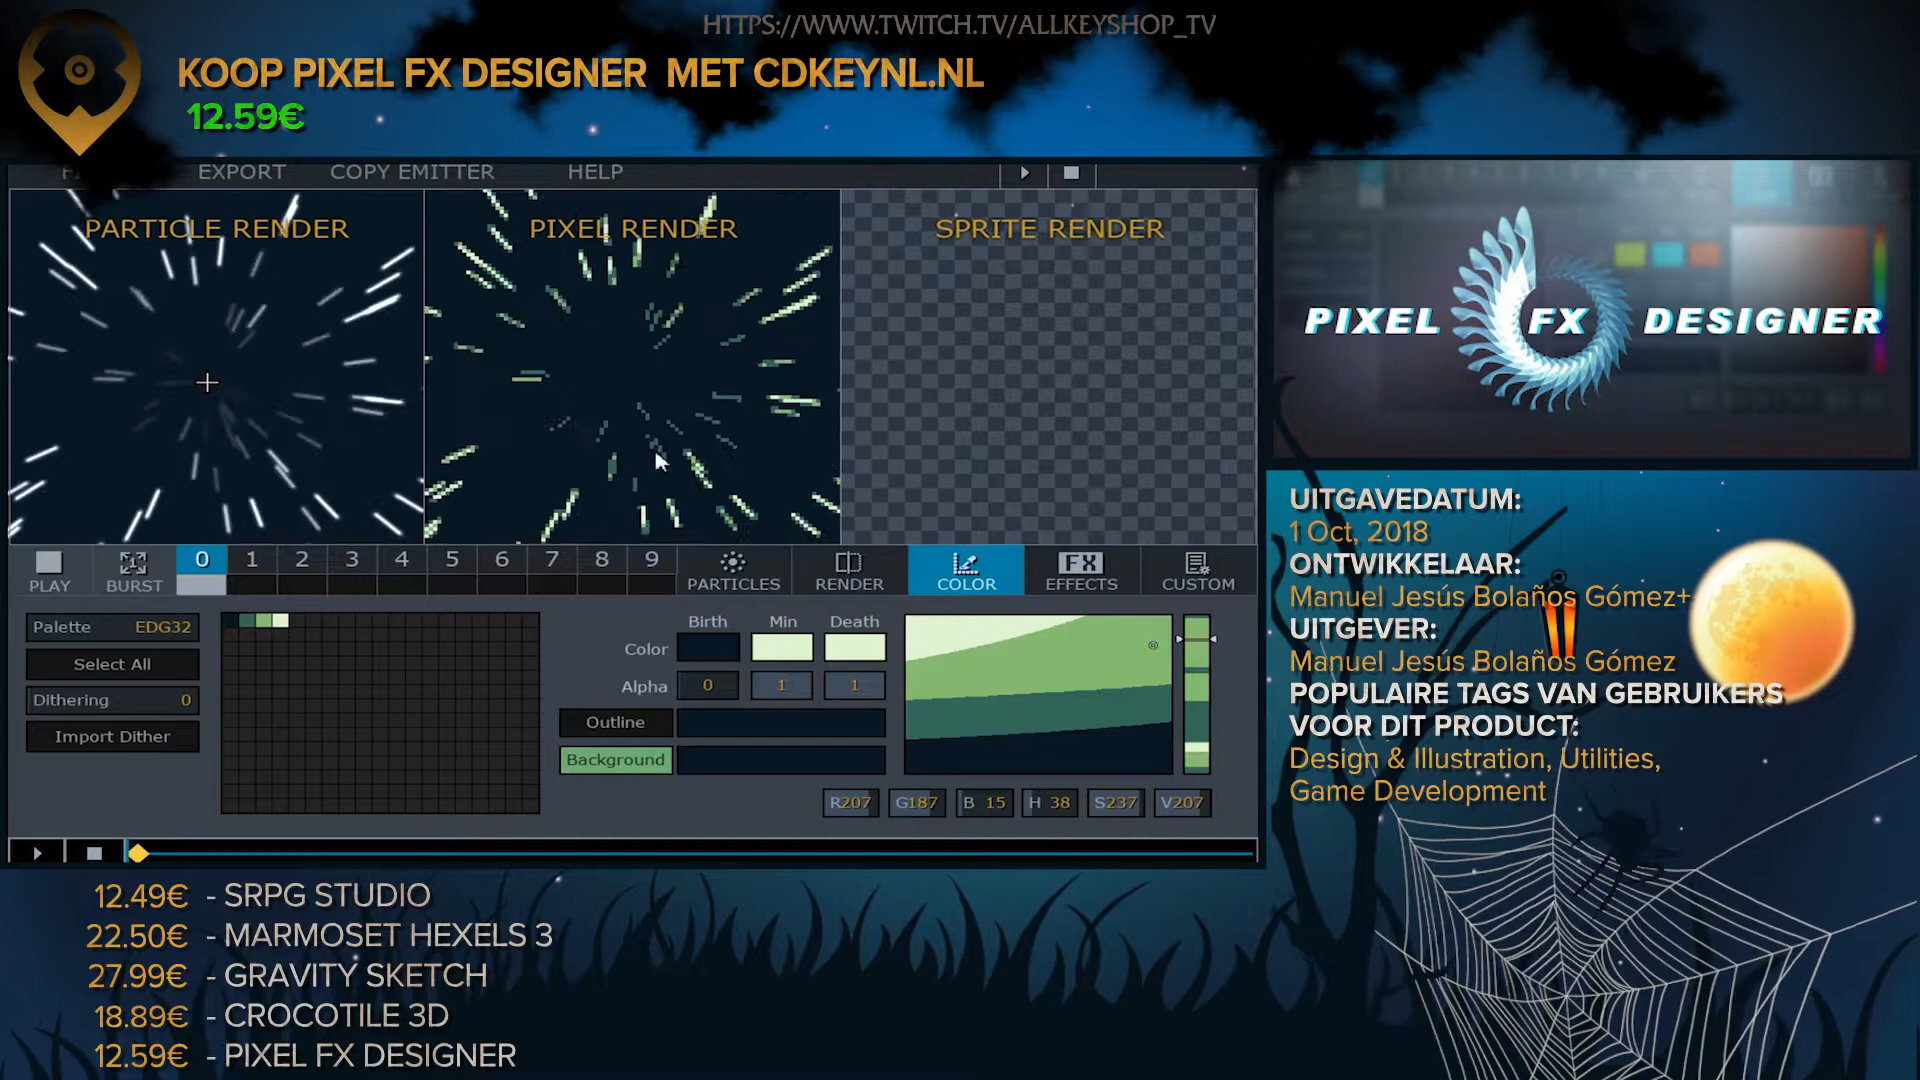 HTTPS://WWW.TWITCH.TV/ALLKEYSHOP_TV
KOOP PIXEL FX DESIGNER MET CDKEYNL.NL
12.59€
EXPORT COPY EMITTER HELP
PARTICLE RENDER PIXEL RENDER SPRITE RENDER
PIXEL FX DESIGNER
PLAY BURST 0 1 2 3 4 5 6 7 8 9 PARTICLES RENDER COLOR FX EFFECTS CUSTOM
Palette EDG32
Select All
Dithering 0
Import Dither
Birth Min Death
Color
Alpha 0 1 1
Outline
Background
R207 G187 B 15 H 38 S237 V207
UITGAVEDATUM:
1 Oct, 2018
ONTWIKKELAAR:
Manuel Jesús Bolaños Gómez+
UITGEVER:
Manuel Jesús Bolaños Gómez
POPULAIRE TAGS VAN GEBRUIKERS
VOOR DIT PRODUCT:
Design & Illustration, Utilities,
Game Development
12.49€ - SRPG STUDIO
22.50€ - MARMOSET HEXELS 3
27.99€ - GRAVITY SKETCH
18.89€ - CROCOTILE 3D
12.59€ - PIXEL FX DESIGNER